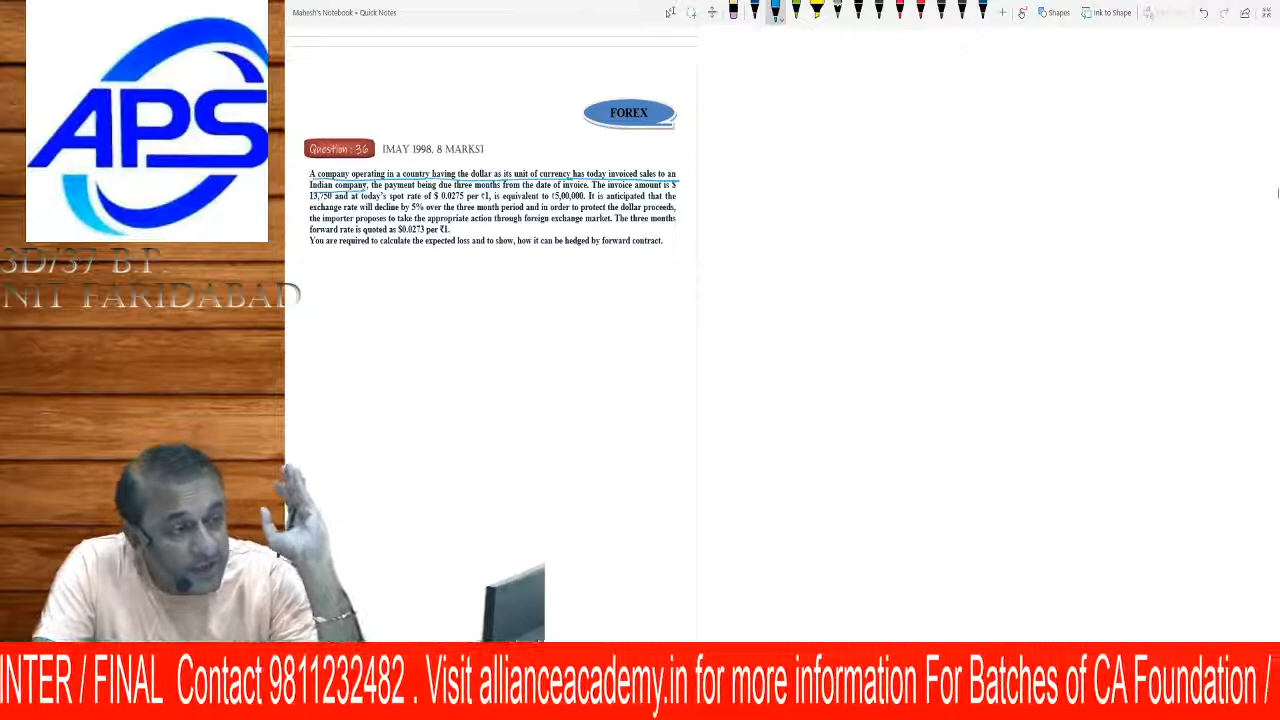 Mahesh's Notebook • Quick Notes
Shapes
Ink to Shape
APS
3D/37 B.P.
NIT FARIDABAD
FOREX
Question : 36
[MAY 1998, 8 MARKS]
A company operating in a country having the dollar as its unit of currency has today invoiced sales to an
Indian company, the payment being due three months from the date of invoice. The invoice amount is $
13,750 and at today's spot rate of $ 0.0275 per ₹1, is equivalent to ₹5,00,000. It is anticipated that the
exchange rate will decline by 5% over the three month period and in order to protect the dollar proceeds,
the importer proposes to take the appropriate action through foreign exchange market. The three months
forward rate is quoted as $0.0273 per ₹1.
You are required to calculate the expected loss and to show, how it can be hedged by forward contract.
INTER / FINAL Contact 9811232482 . Visit allianceacademy.in for more information For Batches of CA Foundation /